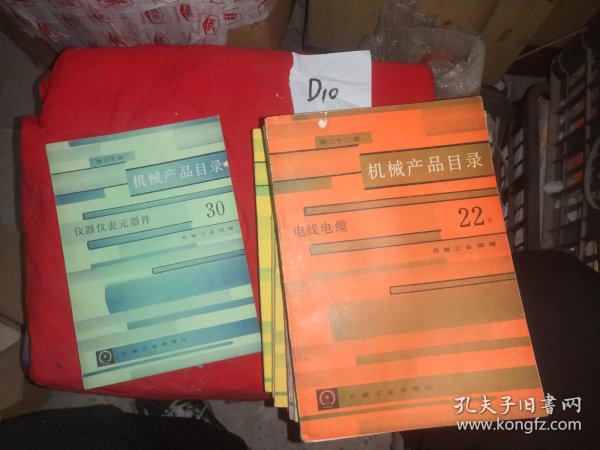 D10
第三十册
机械产品目录
30
仪器仪表元器件
机械工业部编
机械工业出版社
第二十二册
机械产品目录
22下
电线电缆
机械工业部编
机械工业出版社
孔夫子旧书网
www.kongfz.com